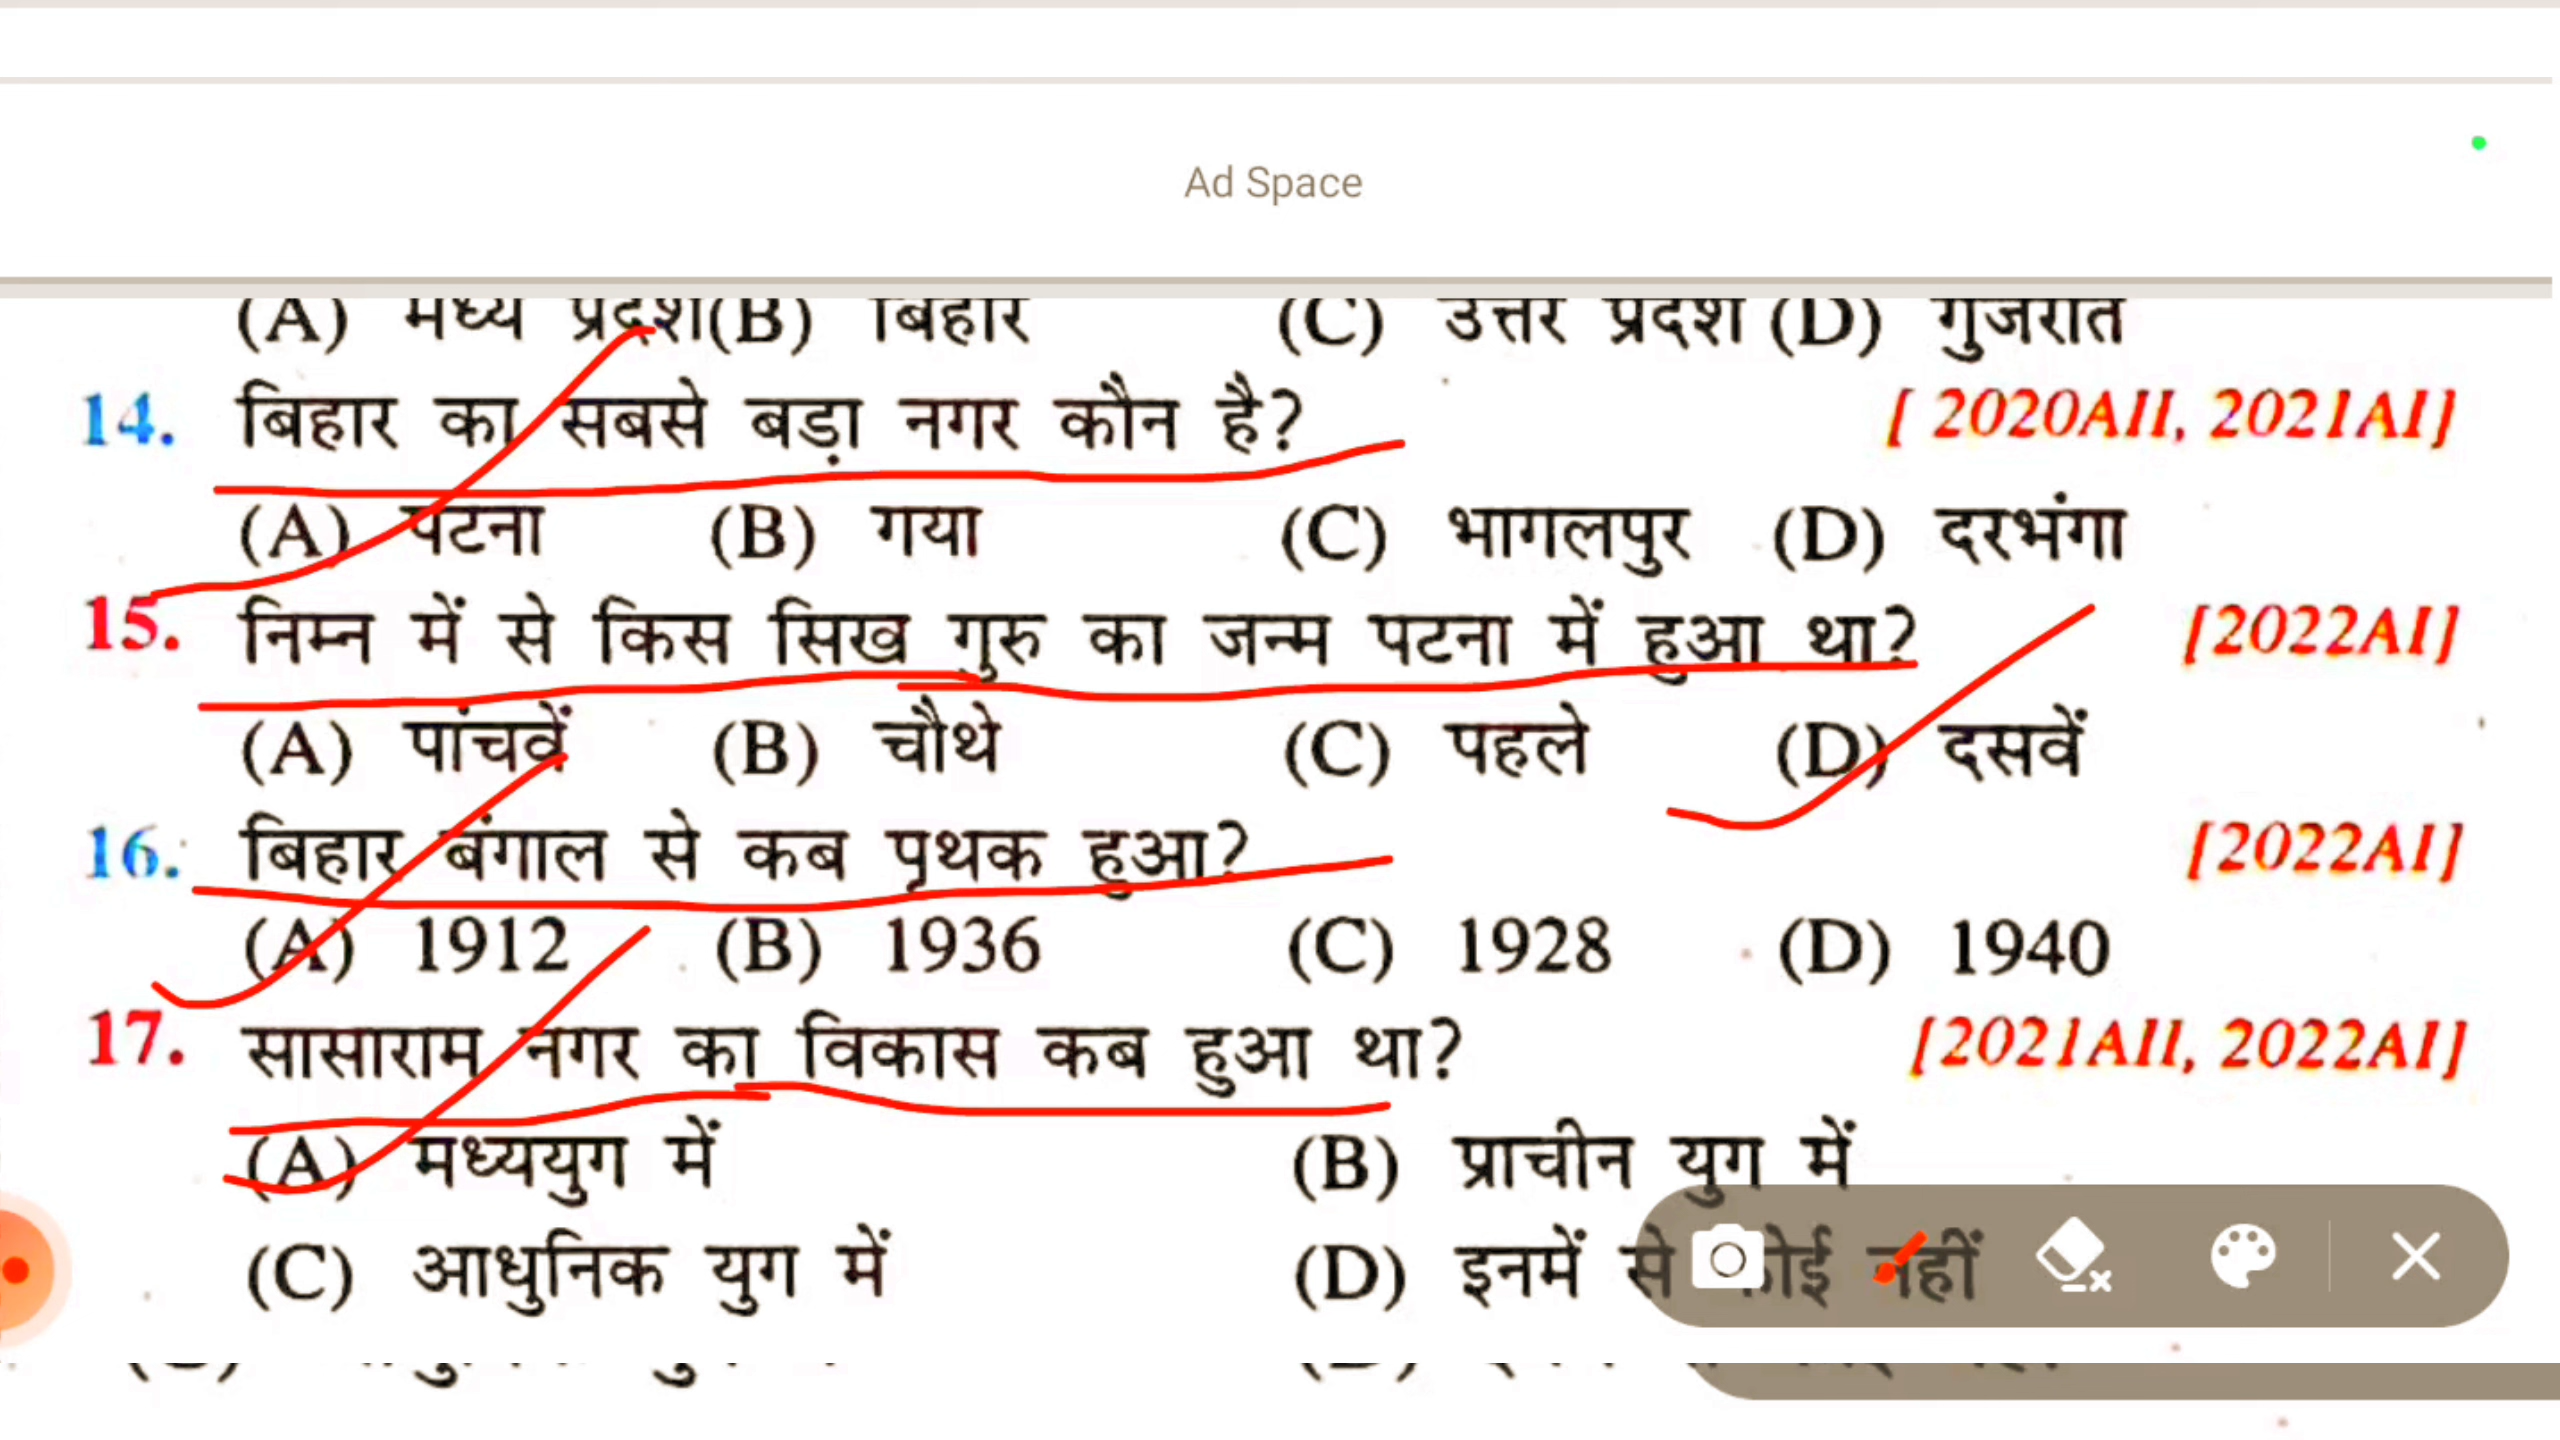 Ad Space
(A) मध्य प्रदेश(B) बिहार (C) उत्तर प्रदेश (D) गुजरात
14. बिहार का सबसे बड़ा नगर कौन है? [ 2020AII, 2021AI]
(A) पटना (B) गया (C) भागलपुर (D) दरभंगा
15. निम्न में से किस सिख गुरु का जन्म पटना में हुआ था? [2022AI]
(A) पांचवें (B) चौथे (C) पहले (D) दसवें
16. बिहार बंगाल से कब पृथक हुआ? [2022AI]
(A) 1912 (B) 1936 (C) 1928 (D) 1940
17. सासाराम नगर का विकास कब हुआ था? [2021AII, 2022AI]
(A) मध्ययुग में (B) प्राचीन युग में
(C) आधुनिक युग में (D) इनमें से कोई नहीं